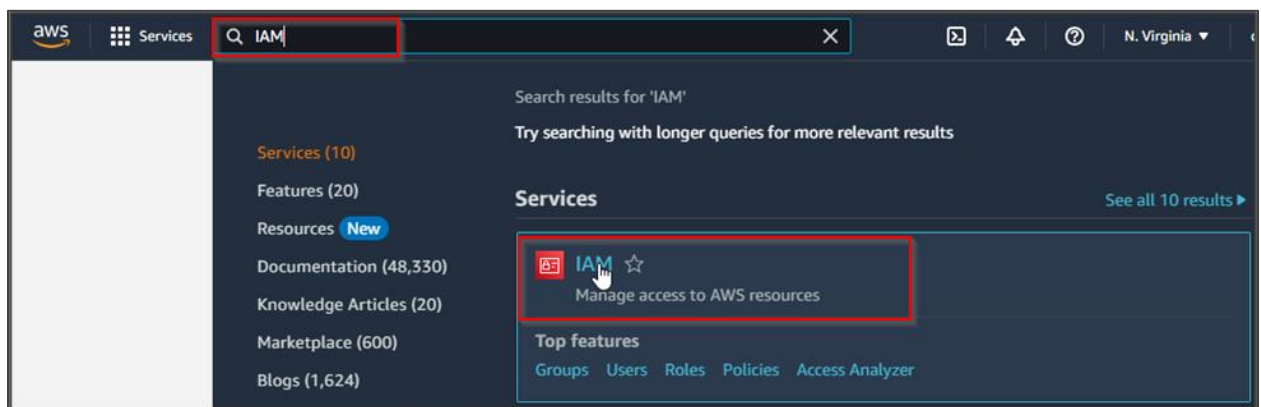 aws
Services
IAM
N. Virginia
Search results for 'IAM'
Try searching with longer queries for more relevant results
Services (10)
Features (20)
Resources New
Documentation (48,330)
Knowledge Articles (20)
Marketplace (600)
Blogs (1,624)
Services
See all 10 results
IAM
Manage access to AWS resources
Top features
Groups Users Roles Policies Access Analyzer